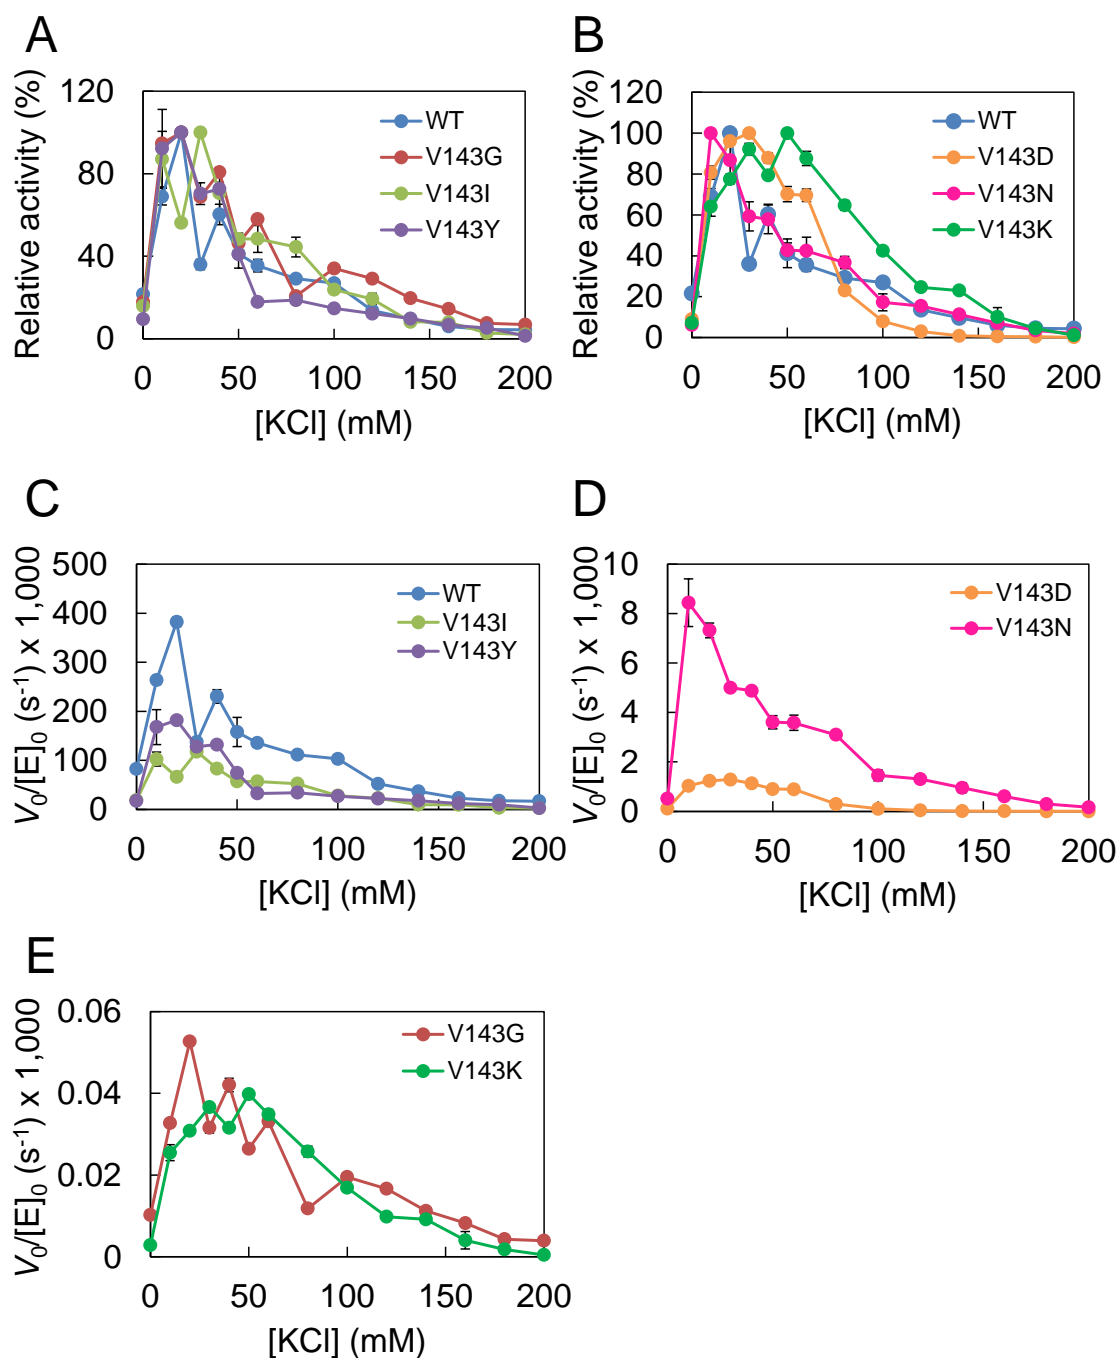 A
Relative activity (%)
120
100
80
60
40
20
0
0 50 100 150 200
[KCl] (mM)
WT
V143G
V143I
V143Y
B
Relative activity (%)
120
100
80
60
40
20
0
0 50 100 150 200
[KCl] (mM)
WT
V143D
V143N
V143K
C
V0/[E]0 (s-1) x 1,000
500
400
300
200
100
0
0 50 100 150 200
[KCl] (mM)
WT
V143I
V143Y
D
V0/[E]0 (s-1) x 1,000
10
8
6
4
2
0
0 50 100 150 200
[KCl] (mM)
V143D
V143N
E
V0/[E]0 (s-1) x 1,000
0.06
0.04
0.02
0
0 50 100 150 200
[KCl] (mM)
V143G
V143K